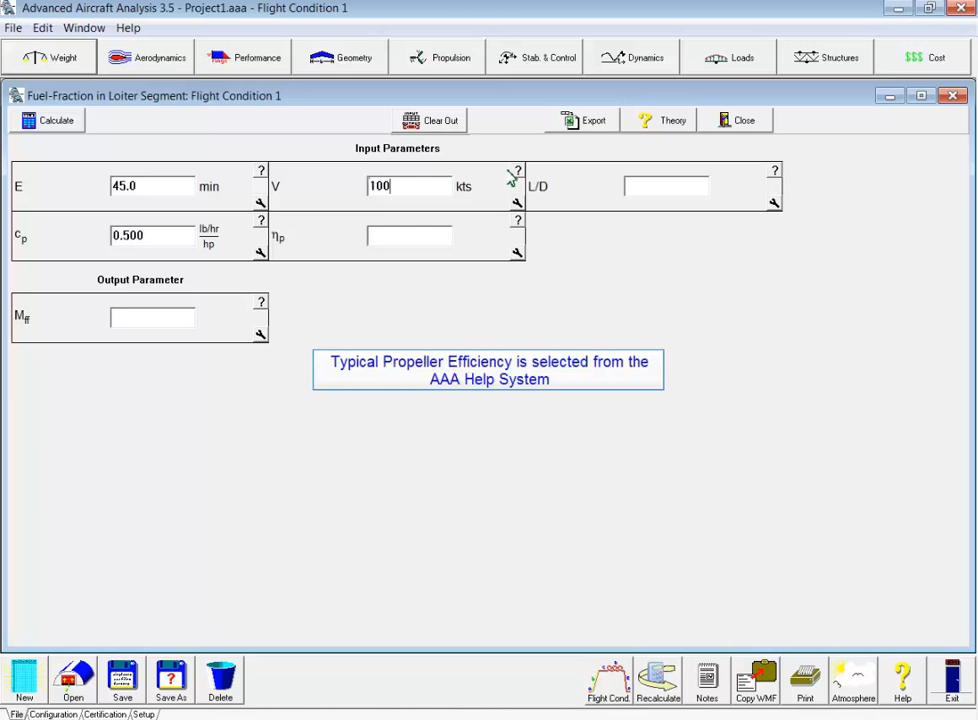 Advanced Aircraft Analysis 3.5 - Project1.aaa - Flight Condition 1
File Edit Window Help
Weight Aerodynamics Performance Geometry Propulsion Stab. & Control Dynamics Loads Structures $$$ Cost
Fuel-Fraction in Loiter Segment: Flight Condition 1
Calculate INPUT Clear Out Export ? Theory Close
Input Parameters
E 45.0 min ? V 100 kts ? L/D ?
cp 0.500 lb/hr hp ? ηp ?
Output Parameter
Mff ?
Typical Propeller Efficiency is selected from the
AAA Help System
New Open Save Save As Delete Flight Cond. Recalculate Notes Copy WMF Print Atmosphere Help Exit
File Configuration Certification Setup